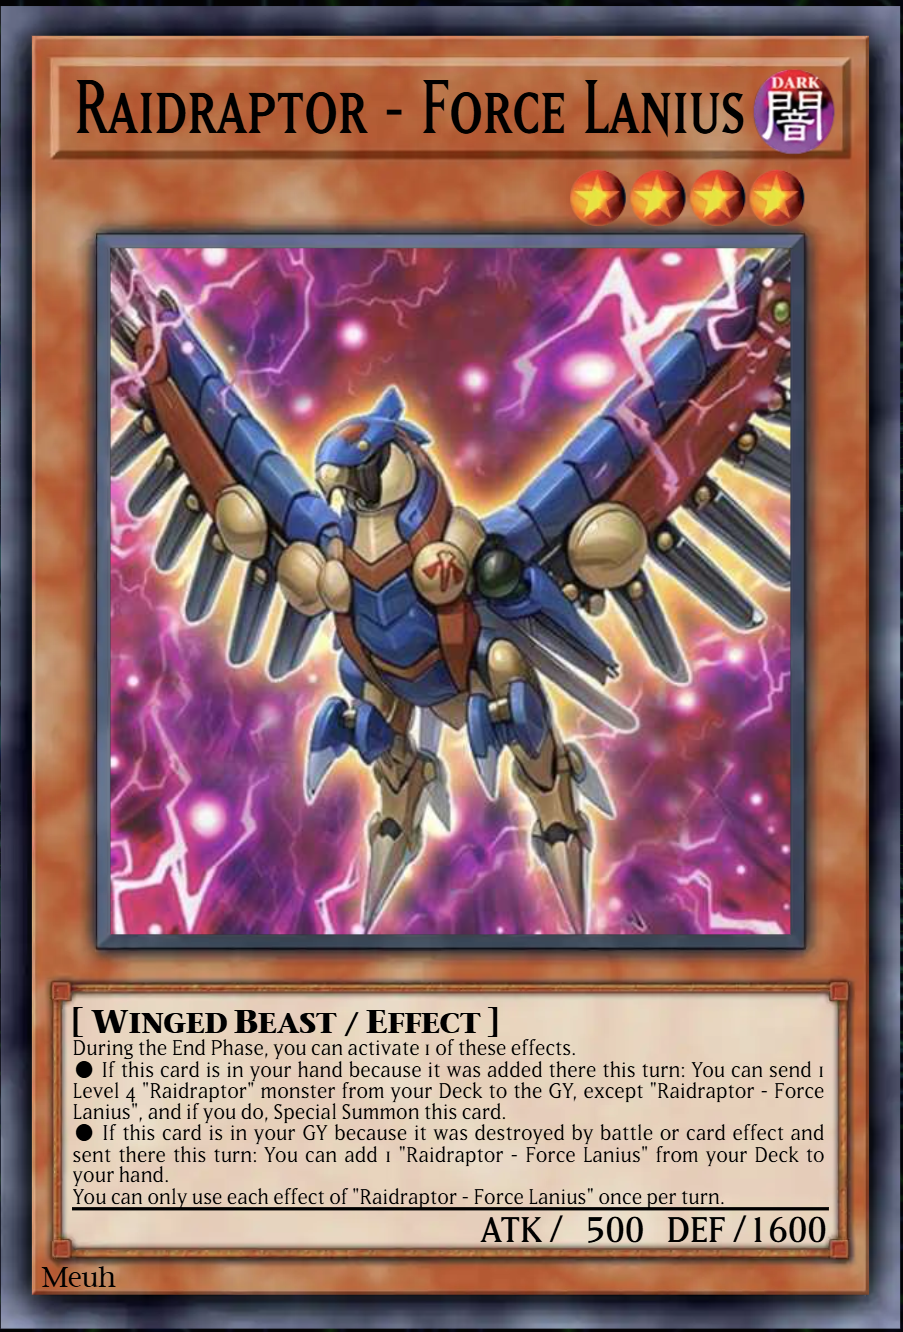 Raidraptor - Force Lanius
DARK
闇
[ Winged Beast / Effect ]
During the End Phase, you can activate 1 of these effects.
● If this card is in your hand because it was added there this turn: You can send 1
Level 4 "Raidraptor" monster from your Deck to the GY, except "Raidraptor - Force
Lanius", and if you do, Special Summon this card.
● If this card is in your GY because it was destroyed by battle or card effect and
sent there this turn: You can add 1 "Raidraptor - Force Lanius" from your Deck to
your hand.
You can only use each effect of "Raidraptor - Force Lanius" once per turn.
ATK / 500 DEF /1600
Meuh